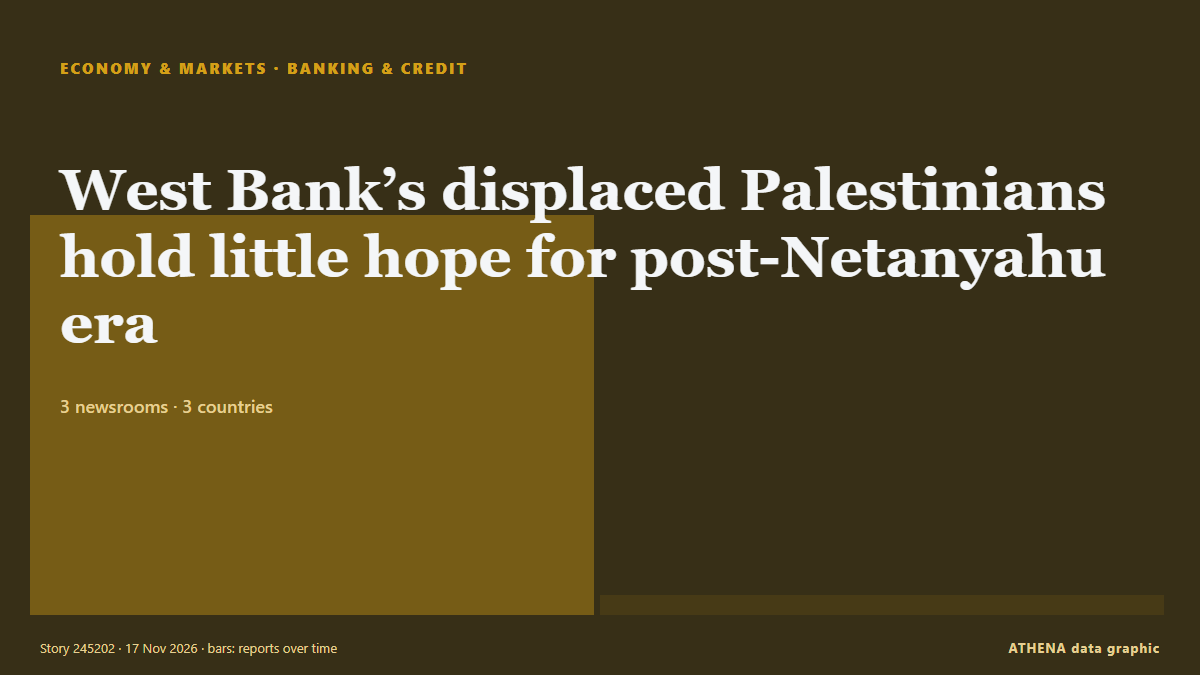 ECONOMY & MARKETS · BANKING & CREDIT
West Bank’s displaced Palestinians
hold little hope for post-Netanyahu
era
3 newsrooms · 3 countries
Story 245202 · 17 Nov 2026 · bars: reports over time
ATHENA data graphic